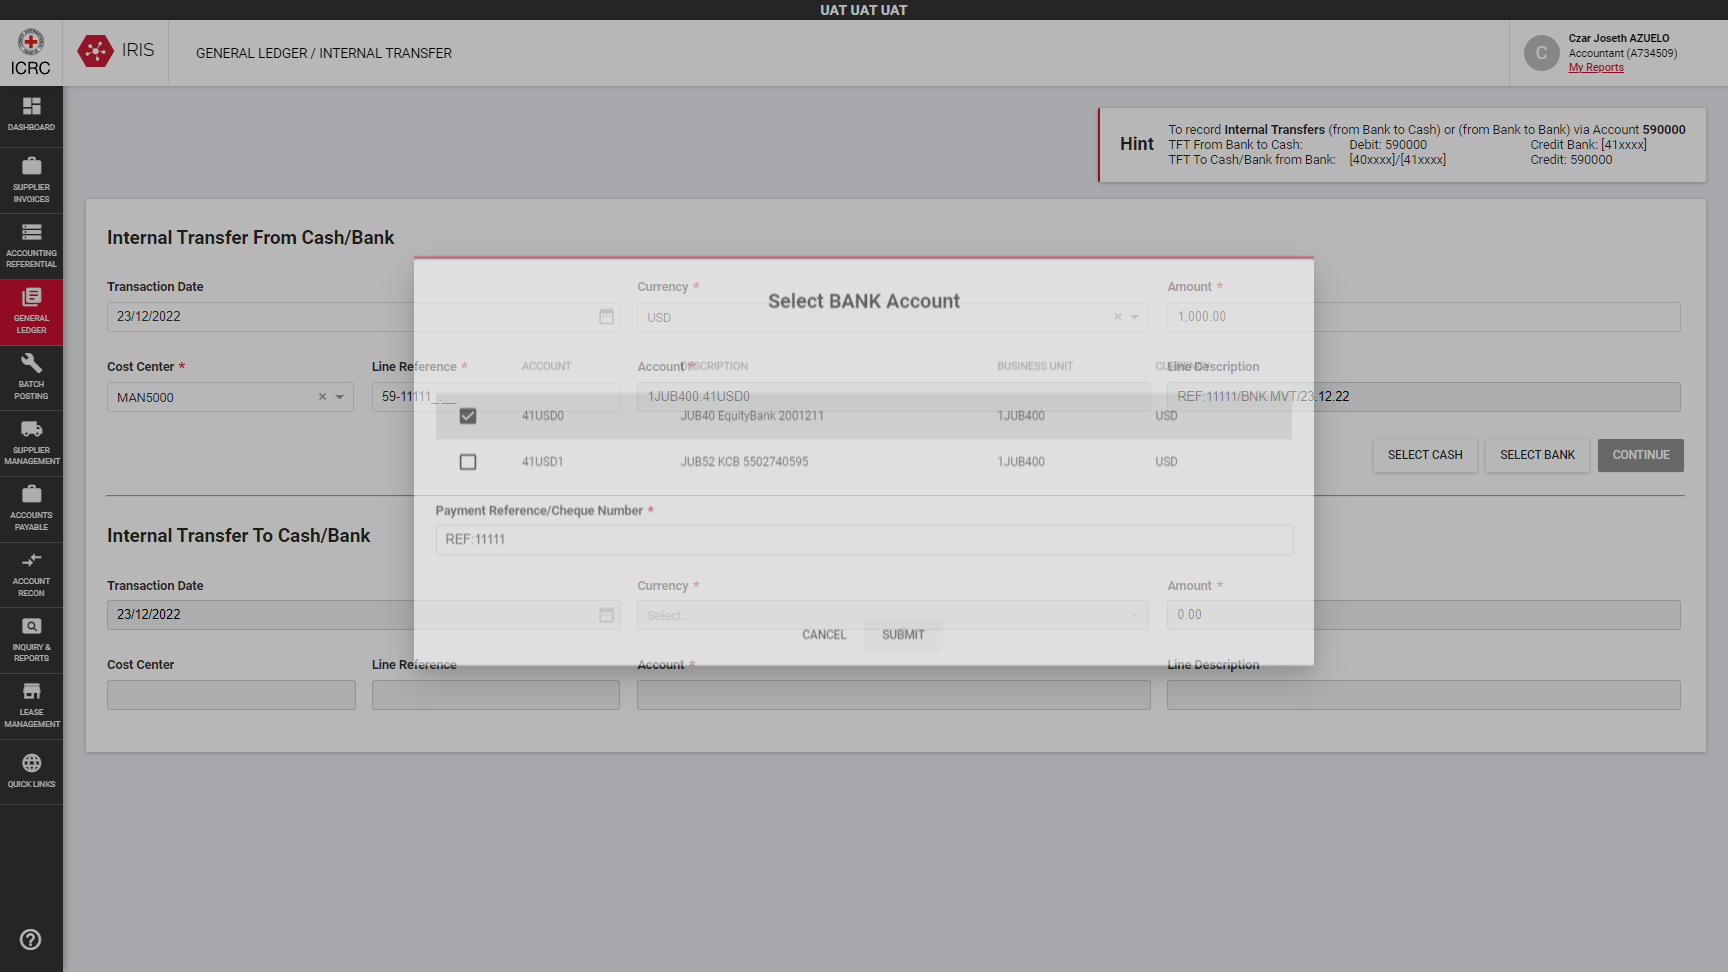 UAT UAT UAT
ICRC
IRIS
GENERAL LEDGER / INTERNAL TRANSFER
C
Czar Joseth AZUELO
Accountant (A734509)
My Reports
DASHBOARD
SUPPLIER
INVOICES
ACCOUNTING
REFERENTIAL
GENERAL
LEDGER
BATCH
POSTING
SUPPLIER
MANAGEMENT
ACCOUNTS
PAYABLE
ACCOUNT
RECON
INQUIRY &
REPORTS
LEASE
MANAGEMENT
QUICK LINKS
Hint
To record Internal Transfers (from Bank to Cash) or (from Bank to Bank) via Account 590000
TFT From Bank to Cash: Debit: 590000 Credit Bank: [41xxxx]
TFT To Cash/Bank from Bank: [40xxxx]/[41xxxx] Credit: 590000
Internal Transfer From Cash/Bank
Transaction Date Currency * Amount *
23/12/2022 USD × 1,000.00
Cost Center * Line Reference * Account * Line Description
MAN5000 × 59-11111_.__ 1JUB400.41USD0 REF:11111/BNK MVT/23.12.22
SELECT CASH SELECT BANK CONTINUE
Select BANK Account
ACCOUNT DESCRIPTION BUSINESS UNIT CURRENCY
41USD0 JUB40 EquityBank 2001211 1JUB400 USD
41USD1 JUB52 KCB 5502740595 1JUB400 USD
Payment Reference/Cheque Number *
REF:11111
CANCEL SUBMIT
Internal Transfer To Cash/Bank
Transaction Date Currency * Amount *
23/12/2022 Select... 0.00
Cost Center Line Reference Account * Line Description